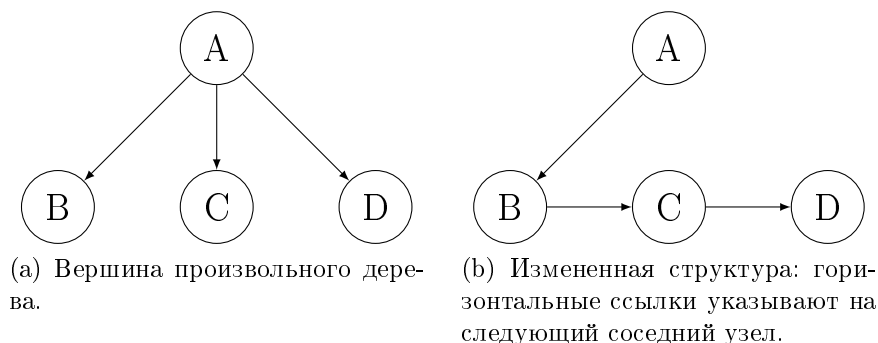 A
B C D
(a) Вершина произвольного дере-
ва.
A
B C D
(b) Измененная структура: гори-
зонтальные ссылки указывают на
следующий соседний узел.